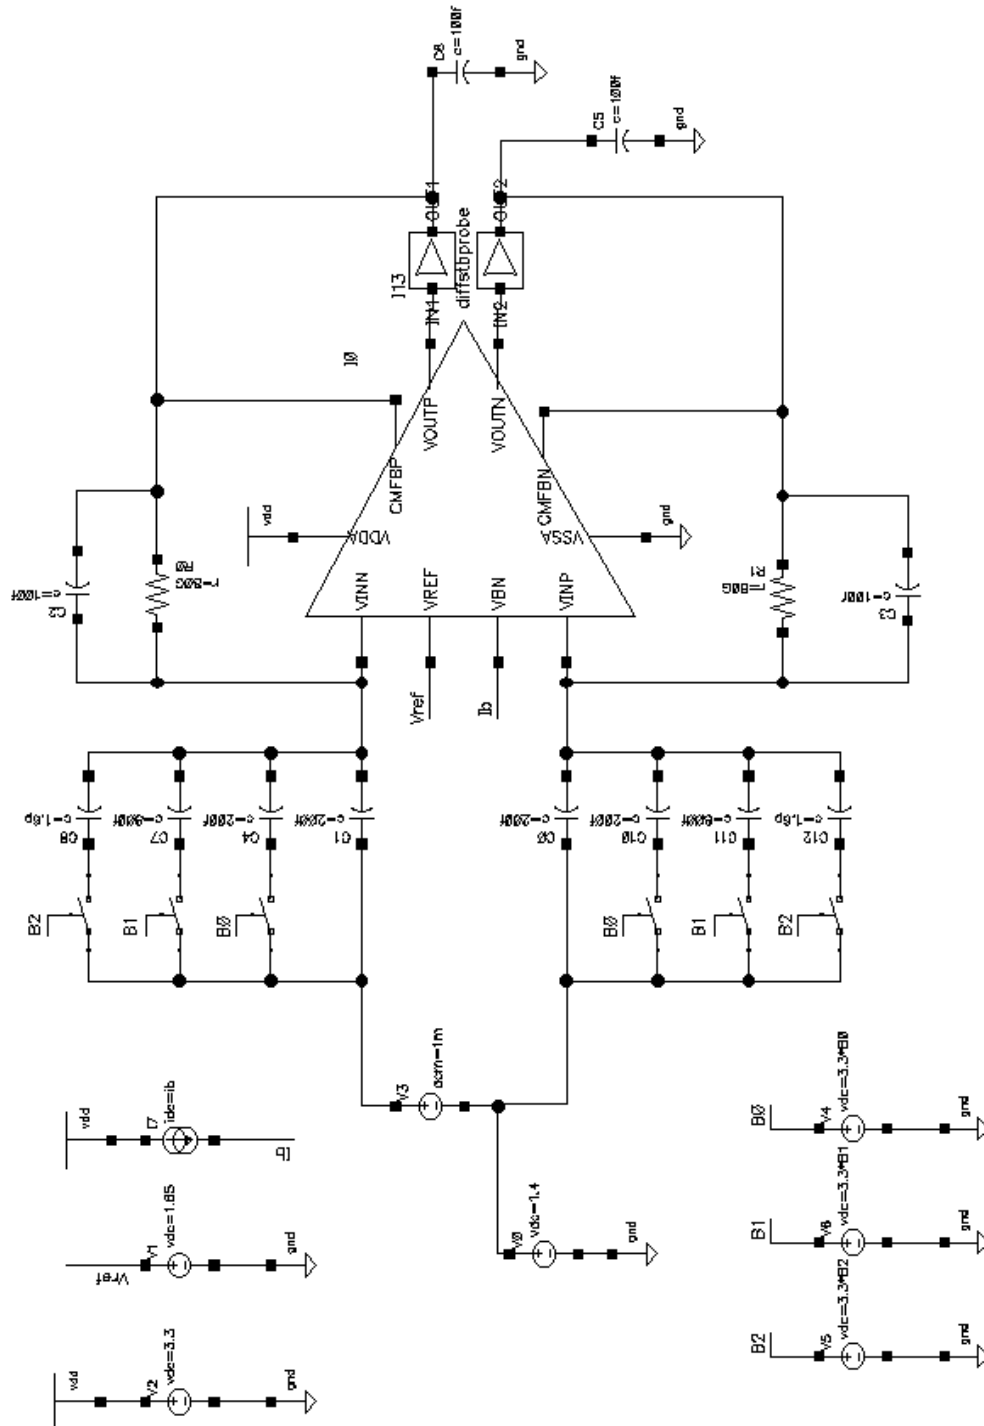 C6
c=100f
gnd
C5
c=100f
gnd
OUT1
OUT2
I13
diffstbprobe
IN1
IN2
I0
VOUTP
VOUTN
CMFBP
CMFBN
vdd
VDDA
VSSA
gnd
C2
c=100f
R0
r=80G
R1
r=80G
C3
c=100f
VINN
VREF
VBN
VINP
Vref
Ib
C8
c=1.6p
C7
C4
c=200f
C1
c=200f
c=200f
C10
c=200f
C11
C12
c=1.6p
B2
B1
B0
B0
B1
B2
V3
acm=1m
vdd
I7
idc=ib
Ib
B0
V4
vdc=3.3*B0
gnd
Vref
V1
vdc=1.65
gnd
V0
vdc=1.4
gnd
B1
V6
vdc=3.3*B1
gnd
vdd
V2
vdc=3.3
gnd
B2
V5
vdc=3.3*B2
gnd